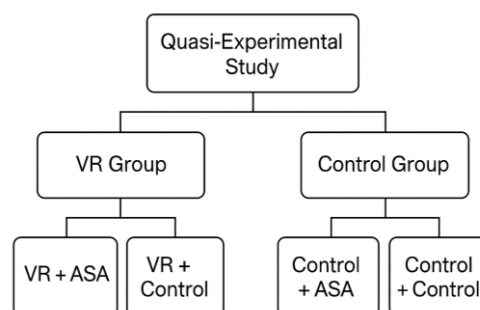 Quasi-Experimental
Study
VR Group
Control Group
VR + ASA
VR +
Control
Control
+ ASA
Control
+ Control